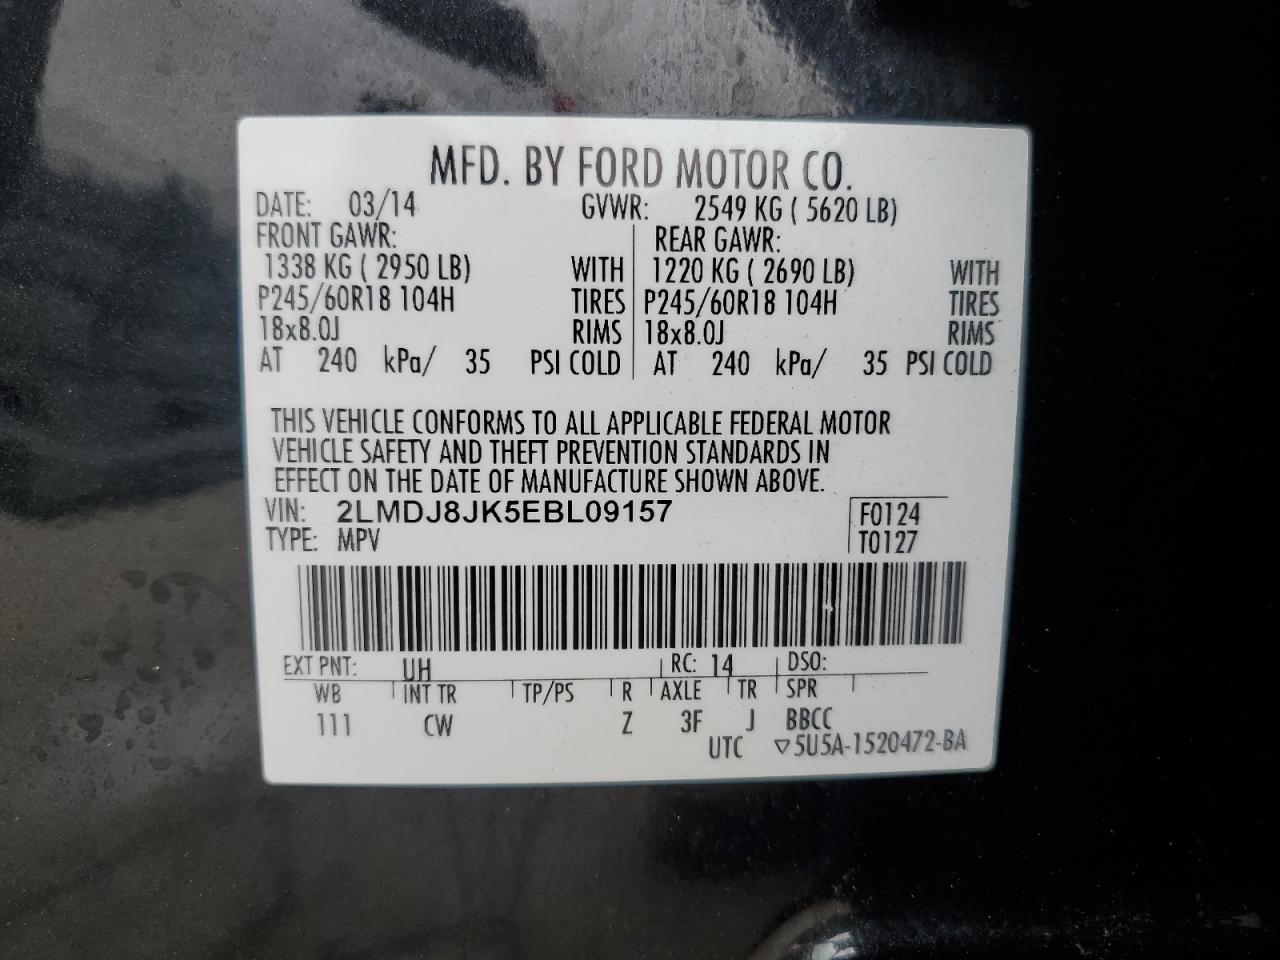 MFD. BY FORD MOTOR CO.
DATE: 03/14 GVWR: 2549 KG ( 5620 LB)
FRONT GAWR: REAR GAWR:
1338 KG ( 2950 LB) WITH 1220 KG ( 2690 LB) WITH
P245/60R18 104H TIRES P245/60R18 104H TIRES
18x8.0J RIMS 18x8.0J RIMS
AT 240 kPa/ 35 PSI COLD AT 240 kPa/ 35 PSI COLD
THIS VEHICLE CONFORMS TO ALL APPLICABLE FEDERAL MOTOR
VEHICLE SAFETY AND THEFT PREVENTION STANDARDS IN
EFFECT ON THE DATE OF MANUFACTURE SHOWN ABOVE.
VIN: 2LMDJ8JK5EBL09157 F0124
TYPE: MPV T0127
EXT PNT: UH RC: 14 DSO:
WB INT TR TP/PS R AXLE TR SPR
111 CW Z 3F J BBCC
UTC ▽5U5A-1520472-BA